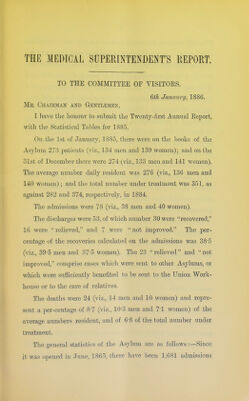 THE MEDICAL SUPERINTENDENT'S REPORT.
TO THE COMMITTEE OF VISITORS.
6th January, 1886.
MR. CHAIRMAN AND GENTLEMEN,
I have the honour to submit the Twenty-first Annual Report,
with the Statistical Tables for 1885.
On the 1st of January, 1885, there were on the books of the
Asylum 273 patients (viz., 134 men and 139 women); and on the
31st of December there were 274 (viz., 133 men and 141 women).
The average number daily resident was 276 (viz., 136 men and
140 women); and the total number under treatment was 351; as
against 282 and 374, respectively, in 1884.
The admissions were 78 (viz., 38 men and 40 women).
The discharges were 53, of which number 30 were "recovered,"
16 were "relieved," and 7 were "not improved." The per-
centage of the recoveries calculated on the admissions was 38·5
(viz., 39·5 men and 37·5 women). The 23 "relieved" and "not
improved," comprise cases which were sent to other Asylums, or
which were sufficiently benefited to be sent to the Union Work-
house or to the care of relatives.
The deaths were 24 (viz., 14 men and 10 women) and repre-
sent a per-centage of 8·7 (viz., 10·3 men and 7·1 women) of the
average numbers resident, and of 6·8 of the total number under
treatment.
The general statistics of the Asylum are as follows:—Since
it was opened in June, 1865, there have been 1,681 admissions